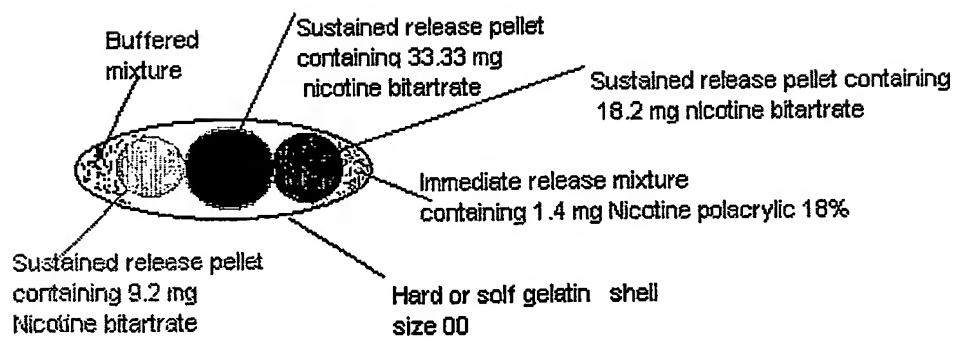 Buffered
mixture
Sustained release pellet
containing 33.33 mg
nicotine bitartrate
Sustained release pellet containing
18.2 mg nicotine bitartrate
Immediate release mixture
containing 1.4 mg Nicotine polacrylic 18%
Sustained release pellet
containing 9.2 mg
Nicotine bitartrate
Hard or solf gelatin shell
size 00